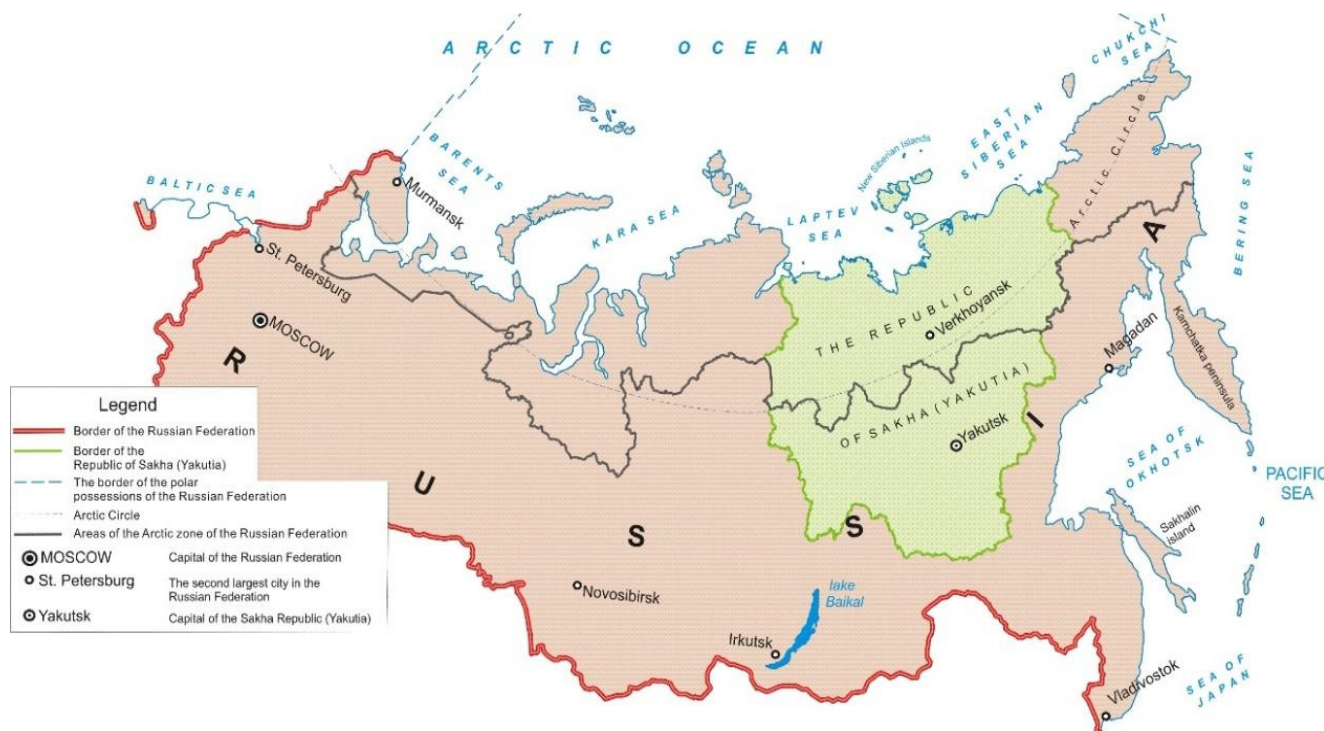 ARCTIC OCEAN
CHUKCHI
SEA
EAST
SIBERIAN
SEA
Arctic Circle
BERING SEA
BARENTS
SEA
BALTIC SEA
Murmansk
KARA SEA
LAPTEV
SEA
New Siberian Islands
St. Petersburg
MOSCOW
THE REPUBLIC
OF SAKHA (YAKUTIA)
Verkhoyansk
Yakutsk
Magadan
Kamchatka peninsula
RUSSIA
SEA OF
OKHOTSK
PACIFIC
SEA
Sakhalin
island
Novosibirsk
lake
Baikal
Irkutsk
Vladivostok
SEA OF
JAPAN
Legend
Border of the Russian Federation
Border of the
Republic of Sakha (Yakutia)
The border of the polar
possessions of the Russian Federation
Arctic Circle
Areas of the Arctic zone of the Russian Federation
MOSCOW Capital of the Russian Federation
St. Petersburg The second largest city in the
Russian Federation
Yakutsk Capital of the Sakha Republic (Yakutia)